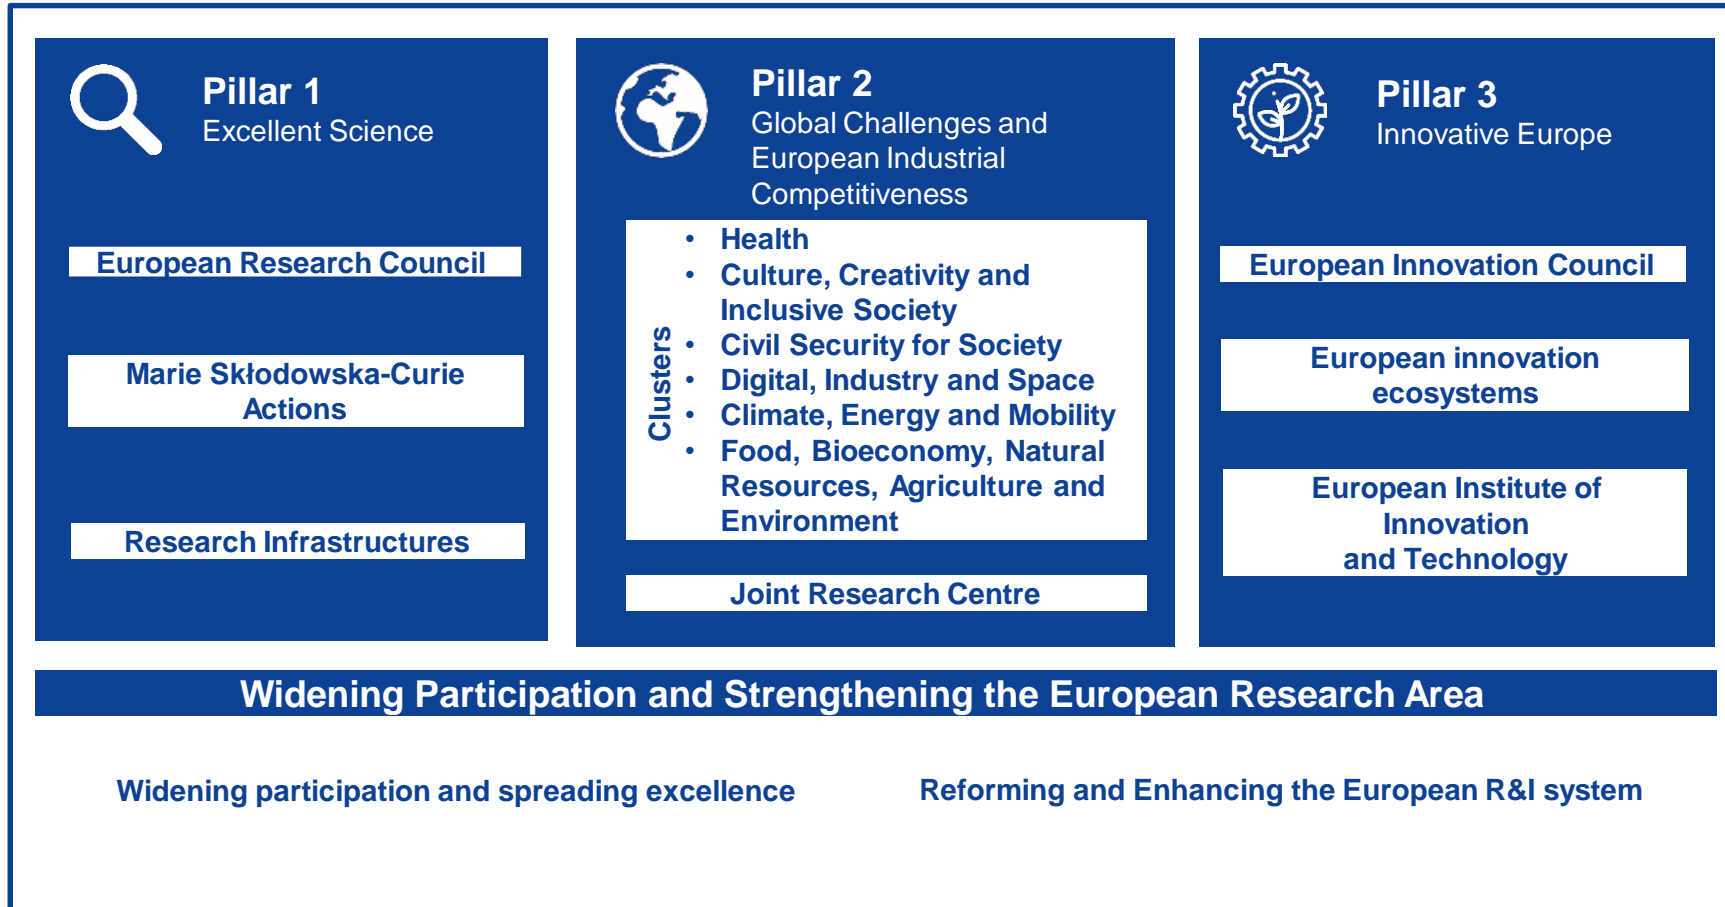 Pillar 1
Excellent Science
European Research Council
Marie Skłodowska-Curie
Actions
Research Infrastructures
Pillar 2
Global Challenges and
European Industrial
Competitiveness
Clusters
• Health
• Culture, Creativity and
Inclusive Society
• Civil Security for Society
• Digital, Industry and Space
• Climate, Energy and Mobility
• Food, Bioeconomy, Natural
Resources, Agriculture and
Environment
Joint Research Centre
Pillar 3
Innovative Europe
European Innovation Council
European innovation
ecosystems
European Institute of
Innovation
and Technology
Widening Participation and Strengthening the European Research Area
Widening participation and spreading excellence
Reforming and Enhancing the European R&I system